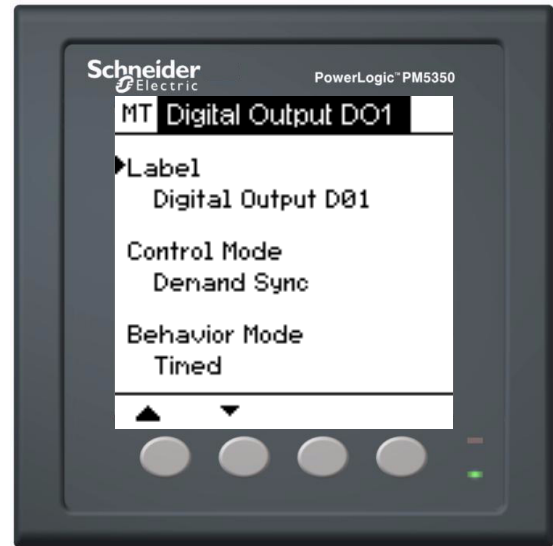 Schneider
Electric
PowerLogic™ PM5350
MT Digital Output DO1
Label
Digital Output D01
Control Mode
Demand Sync
Behavior Mode
Timed